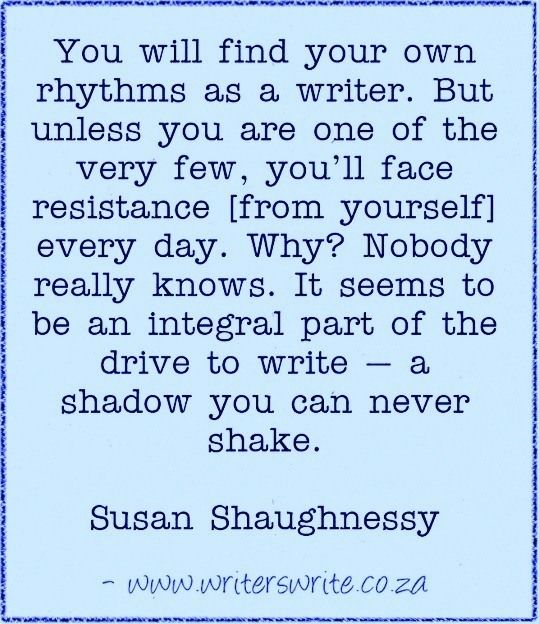 You will find your own
rhythms as a writer. But
unless you are one of the
very few, you'll face
resistance [from yourself]
every day. Why? Nobody
really knows. It seems to
be an integral part of the
drive to write — a
shadow you can never
shake.
Susan Shaughnessy
- www.writerswrite.co.za